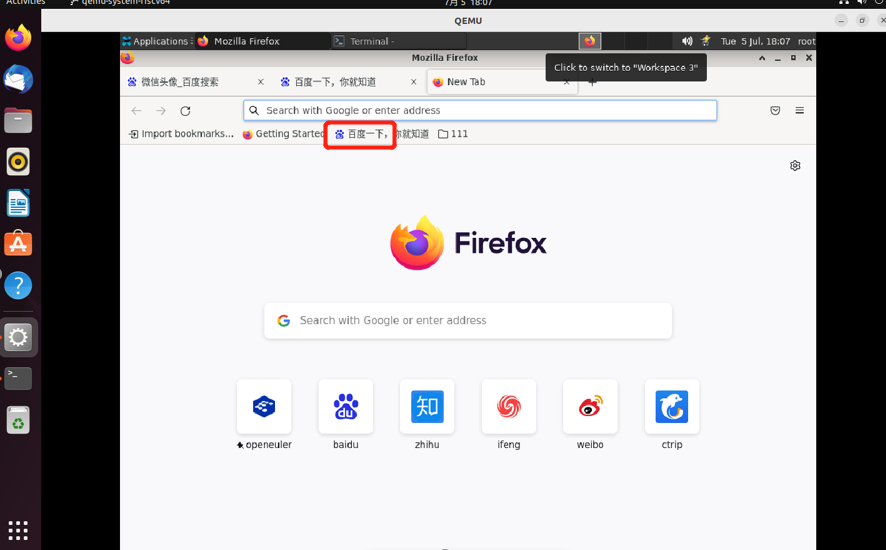 Activities qemu-system-riscv64 7月 5 18:07
QEMU
Applications Mozilla Firefox Terminal - Tue 5 Jul, 18:07 root
Mozilla Firefox
Click to switch to "Workspace 3"
微信头像_百度搜索 百度一下，你就知道 New Tab
Search with Google or enter address
Import bookmarks... Getting Started 百度一下，你就知道 111
Firefox
Search with Google or enter address
du 知
openeuler baidu zhihu ifeng weibo ctrip